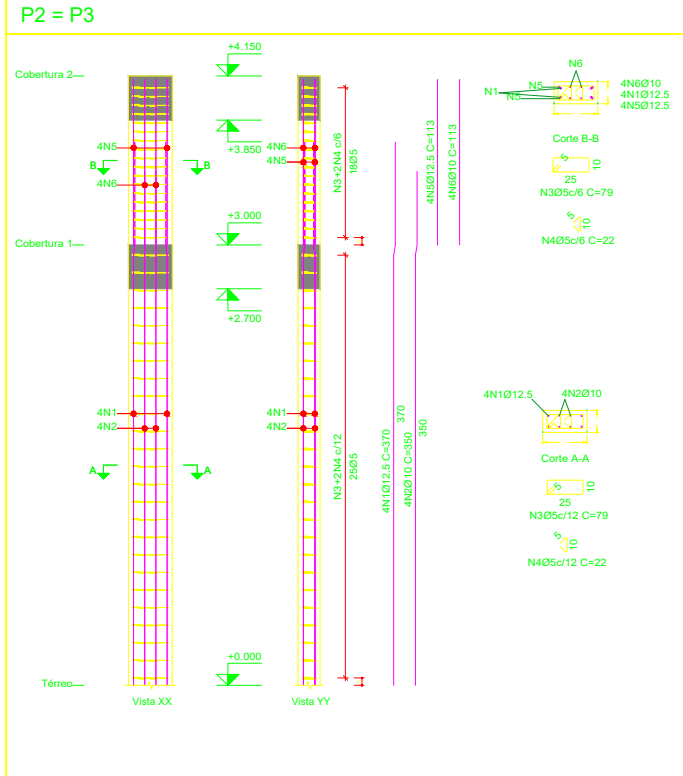 P2 = P3
+4.150
Cobertura 2
4N5
4N6
+3.850
4N5
B
B
4N6
N3+2N4 c/6
18Ø5
4N5Ø12.5 C=113
4N6Ø10 C=113
+3.000
Cobertura 1
+2.700
4N1
4N1
4N2
4N2
N3+2N4 c/12
25Ø5
4N1Ø12.5 C=370
370
4N2Ø10 C=350
350
A
A
+0.000
Térreo
Vista XX
Vista YY
N6
N5
N1
N5
4N6Ø10
4N1Ø12.5
4N5Ø12.5
Corte B-B
5
10
25
N3Ø5c/6 C=79
5
10
N4Ø5c/6 C=22
4N1Ø12.5
4N2Ø10
Corte A-A
5
10
25
N3Ø5c/12 C=79
5
10
N4Ø5c/12 C=22